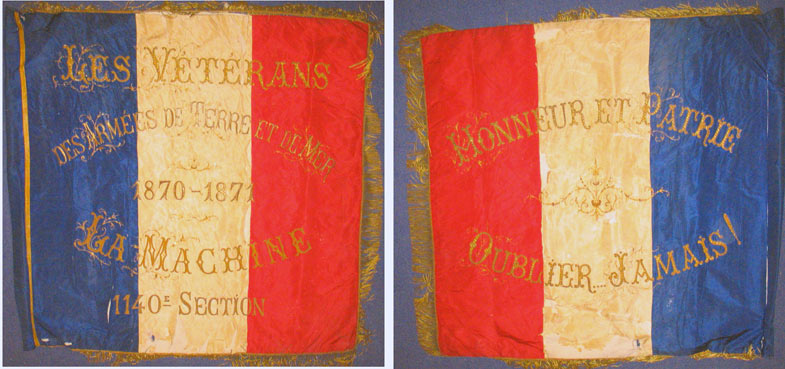 LES VÉTÉRANS
DES ARMÉES DE TERRE ET DE MER
1870-1871
LA MACHINE
1140E SECTION
HONNEUR ET PATRIE
OUBLIER...JAMAIS!